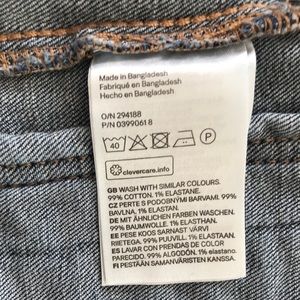 Made in Bangladesh
Fabriqué en Bangladesh
Hecho en Bangladesh
O/N 294188
P/N 03990618
40
P
clevercare.info
GB WASH WITH SIMILAR COLOURS.
99% COTTON. 1% ELASTANE.
CZ PERTE S PODOBNÝMI BARVAMI. 99%
BAVLNA. 1% ELASTAN.
DE MIT ÄHNLICHEN FARBEN WASCHEN.
99% BAUMWOLLE. 1% ELASTHAN.
EE PESE KOOS SARNAST VÄRVI
RIIETEGA. 99% PUUVILL. 1% ELASTAAN.
ES LAVAR CON PRENDAS DE COLOR
PARECIDO. 99% ALGODÓN. 1% elastano.
FI PESTÄÄN SAMANVÄRISTEN KANSSA.